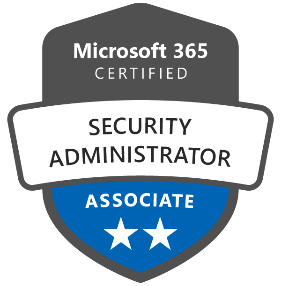 Microsoft 365
CERTIFIED
SECURITY
ADMINISTRATOR
ASSOCIATE